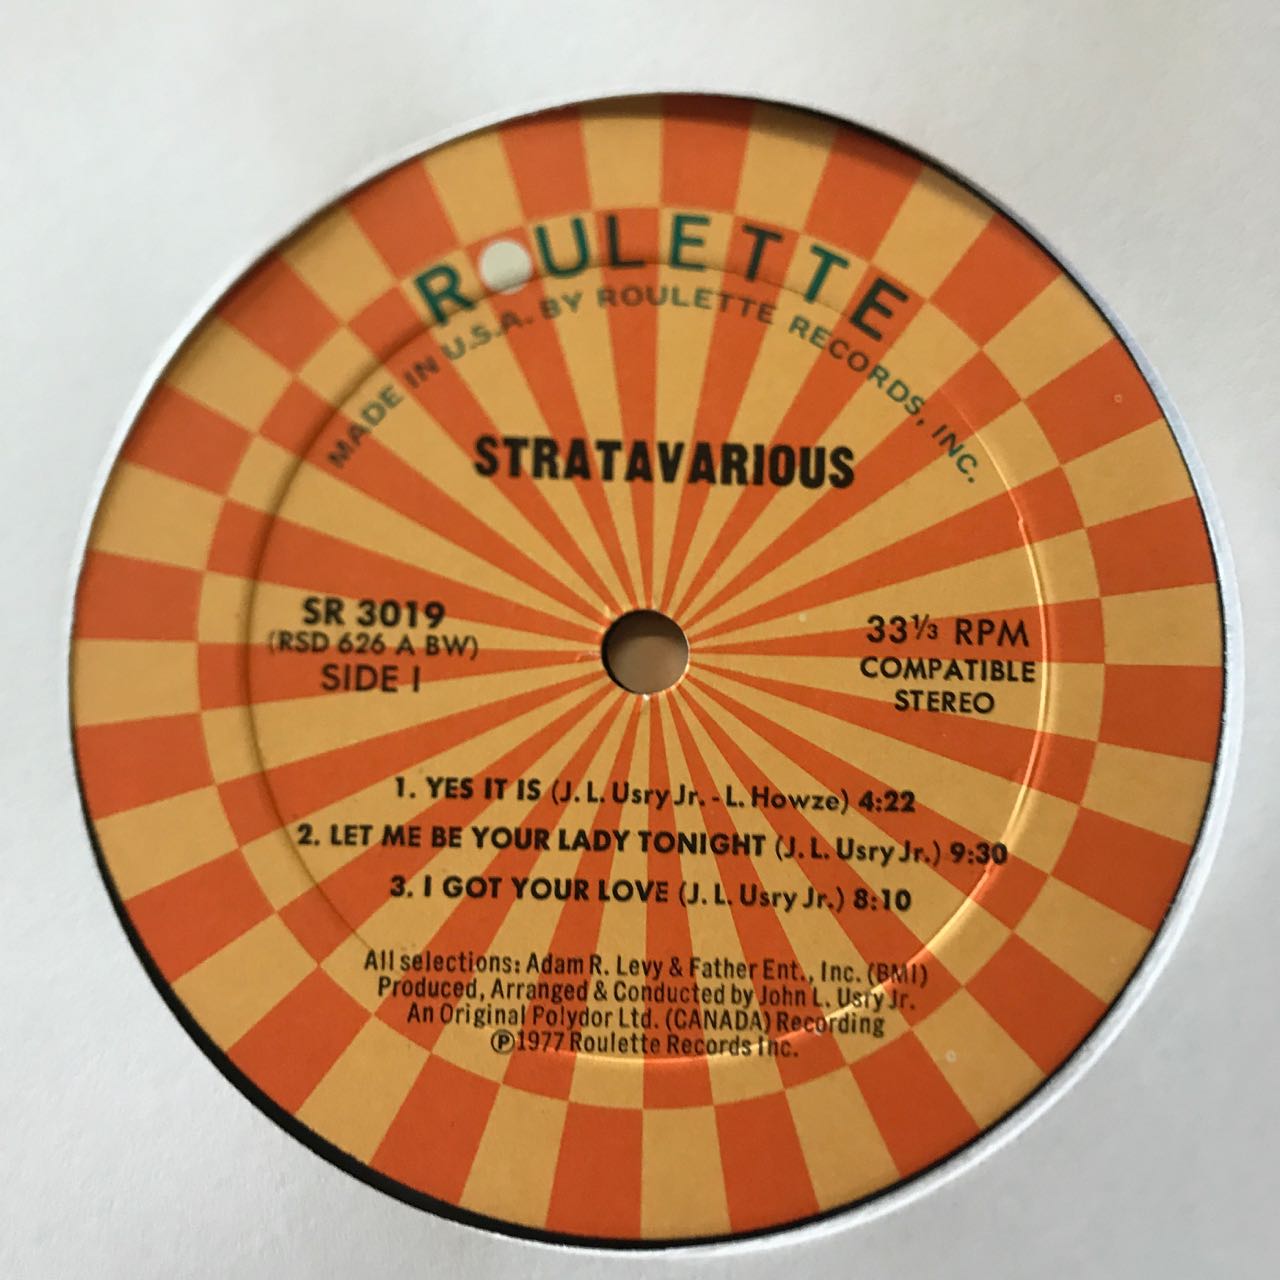 ROULETTE
MADE IN U.S.A. BY ROULETTE RECORDS, INC.
STRATAVARIOUS
SR 3019
(RSD 626 A BW)
SIDE I
33⅓ RPM
COMPATIBLE
STEREO
1. YES IT IS (J. L. Usry Jr. - L. Howze) 4:22
2. LET ME BE YOUR LADY TONIGHT (J. L. Usry Jr.) 9:30
3. I GOT YOUR LOVE (J. L. Usry Jr.) 8:10
All selections: Adam R. Levy & Father Ent., Inc. (BMI)
Produced, Arranged & Conducted by John L. Usry Jr.
An Original Polydor Ltd. (CANADA) Recording
℗1977 Roulette Records Inc.